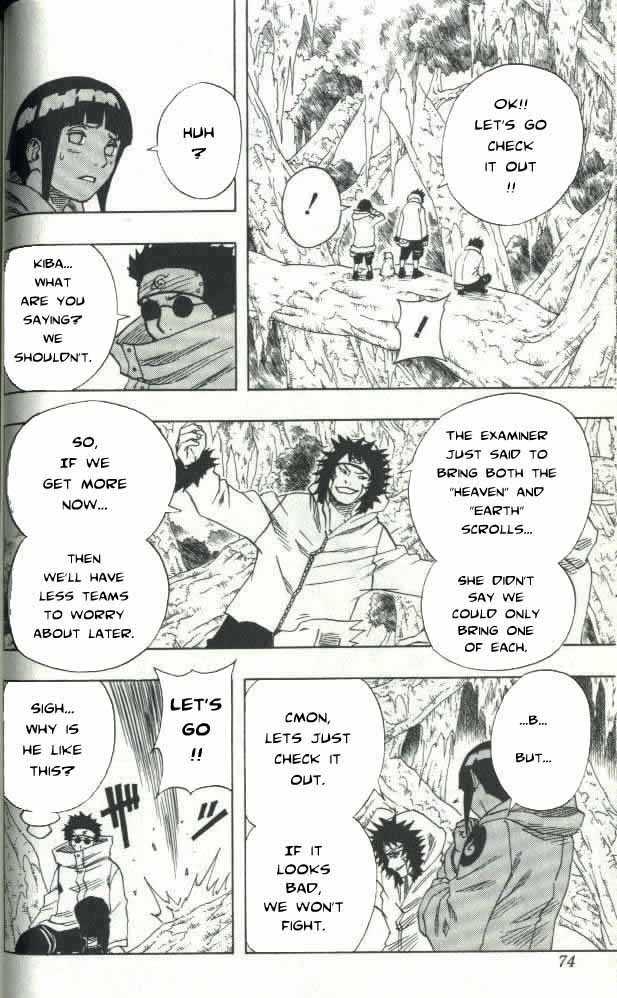 OK!!
LET'S GO
CHECK
IT OUT
!!
!
!
HUH
?
KIBA...
WHAT
ARE YOU
SAYING?
WE
SHOULDN'T.
THE EXAMINER
JUST SAID TO
BRING BOTH THE
"HEAVEN" AND
"EARTH"
SCROLLS...
SHE DIDN'T
SAY WE
COULD ONLY
BRING ONE
OF EACH.
SO,
IF WE
GET MORE
NOW...
THEN
WE'LL HAVE
LESS TEAMS
TO WORRY
ABOUT LATER.
...B...
BUT...
CMON,
LETS JUST
CHECK IT
OUT.
IF IT
LOOKS
BAD,
WE WON'T
FIGHT.
LET'S
GO
!!
SIGH...
WHY IS
HE LIKE
THIS?
74